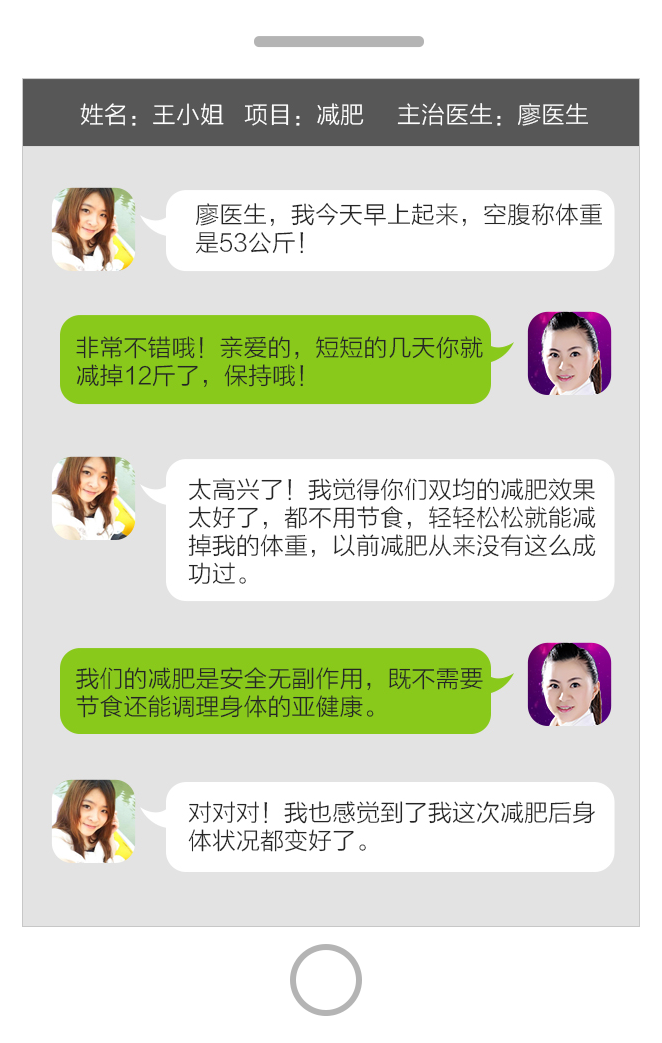 姓名：王小姐 项目：减肥 主治医生：廖医生
廖医生，我今天早上起来，空腹称体重
是53公斤！
非常不错哦！亲爱的，短短的几天你就
减掉12斤了，保持哦！
太高兴了！我觉得你们双均的减肥效果
太好了，都不用节食，轻轻松松就能减
掉我的体重，以前减肥从来没有这么成
功过。
我们的减肥是安全无副作用，既不需要
节食还能调理身体的亚健康。
对对对！我也感觉到了我这次减肥后身
体状况都变好了。